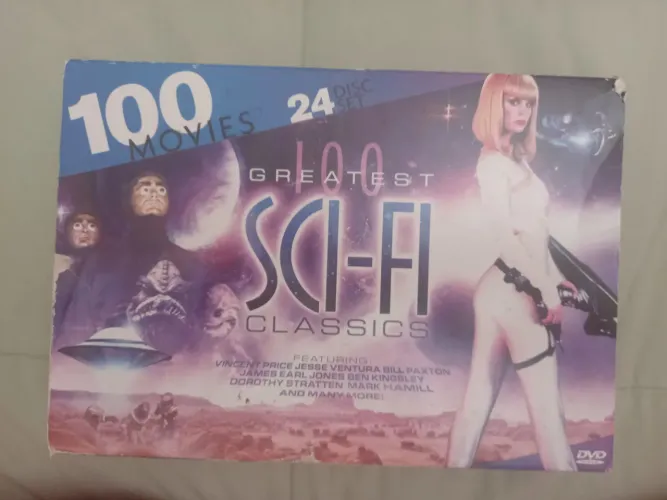 100
MOVIES
24 DISC
SET
100
GREATEST
SCI-FI
CLASSICS
FEATURING
VINCENT PRICE JESSE VENTURA BILL PAXTON
JAMES EARL JONES BEN KINGSLEY
DOROTHY STRATTEN MARK HAMILL
AND MANY MORE!
DVD